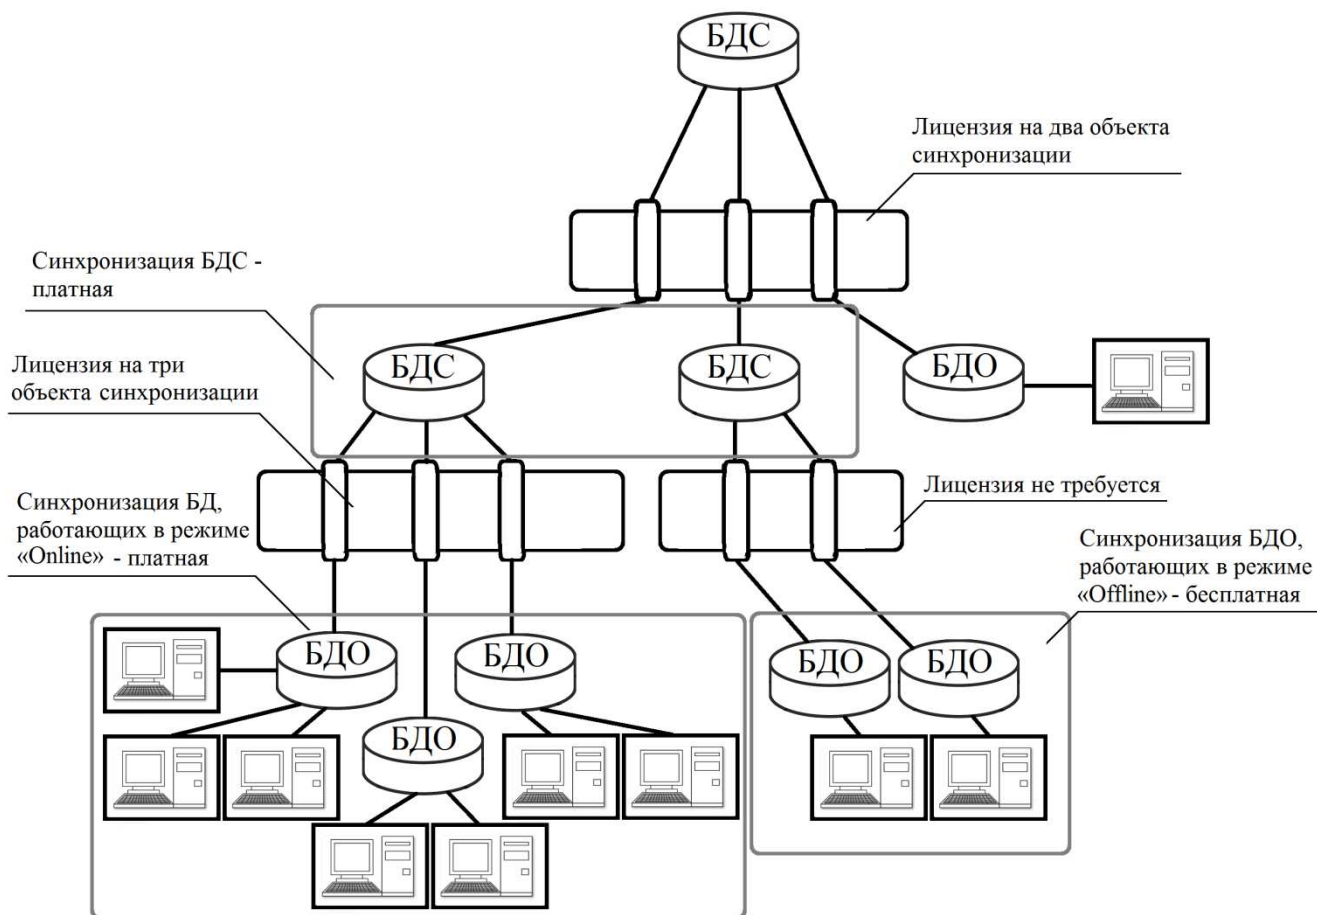 БДС
Лицензия на два объекта
синхронизации
Синхронизация БДС -
платная
БДС
БДС
БДО
Лицензия на три
объекта синхронизации
Лицензия не требуется
Синхронизация БД,
работающих в режиме
«Online» - платная
Синхронизация БДО,
работающих в режиме
«Offline» - бесплатная
БДО
БДО
БДО
БДО
БДО